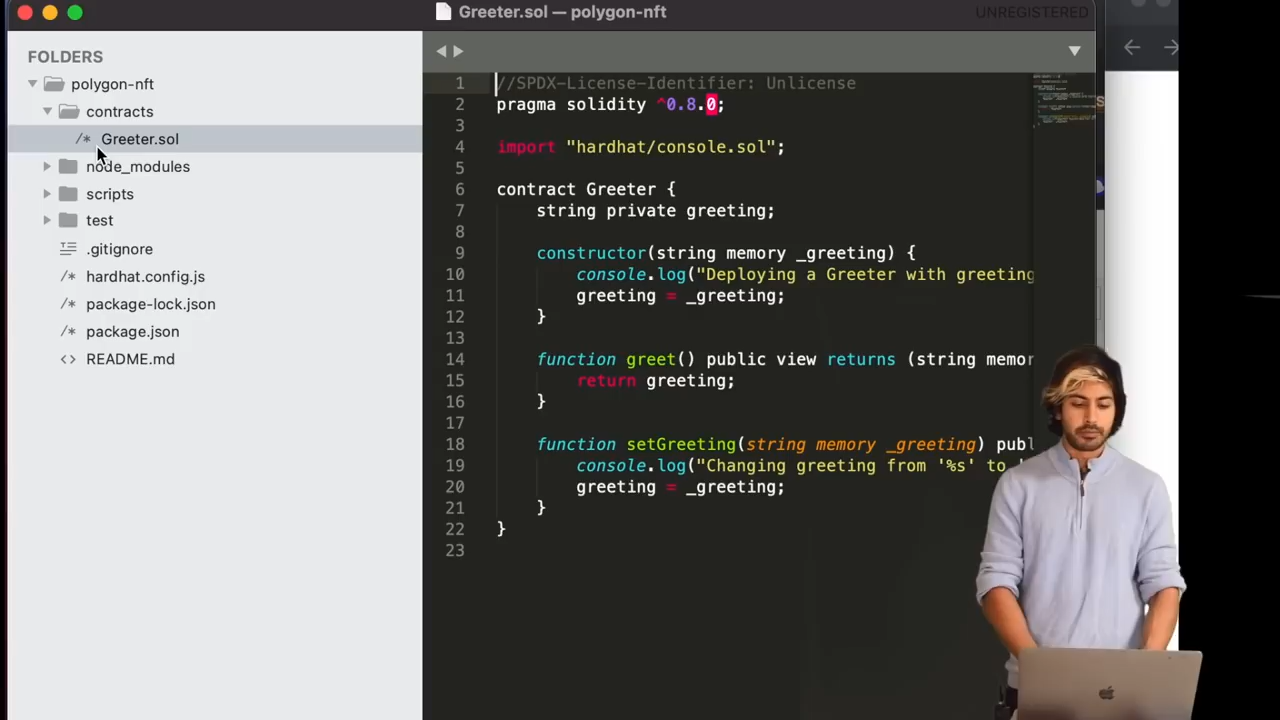 Greeter.sol — polygon-nft
UNREGISTERED
FOLDERS
polygon-nft
contracts
/* Greeter.sol
node_modules
scripts
test
.gitignore
/* hardhat.config.js
/* package-lock.json
/* package.json
<> README.md
1 //SPDX-License-Identifier: Unlicense
2 pragma solidity ^0.8.0;
3
4 import "hardhat/console.sol";
5
6 contract Greeter {
7 string private greeting;
8
9 constructor(string memory _greeting) {
10 console.log("Deploying a Greeter with greeting
11 greeting = _greeting;
12 }
13
14 function greet() public view returns (string memor
15 return greeting;
16 }
17
18 function setGreeting(string memory _greeting) publ
19 console.log("Changing greeting from '%s' to '
20 greeting = _greeting;
21 }
22 }
23